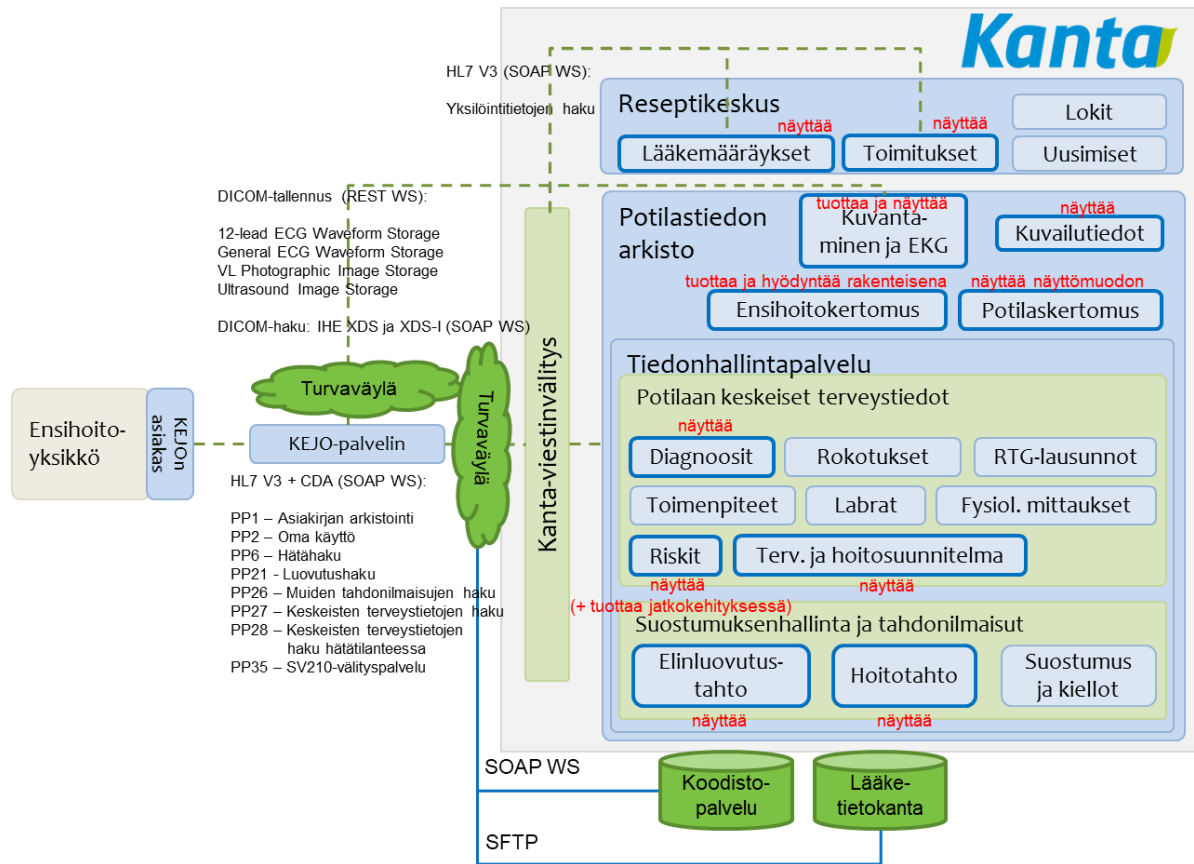 Kanta
HL7 V3 (SOAP WS):
Yksilöintitietojen haku
Reseptikeskus
näyttää
Lääkemääräykset
näyttää
Toimitukset
Lokit
Uusimiset
DICOM-tallennus (REST WS):
12-lead ECG Waveform Storage
General ECG Waveform Storage
VL Photographic Image Storage
Ultrasound Image Storage
DICOM-haku: IHE XDS ja XDS-I (SOAP WS)
Potilastiedon
arkisto
tuottaa ja näyttää
Kuvanta-
minen ja EKG
näyttää
Kuvailutiedot
tuottaa ja hyödyntää rakenteisena
Ensihoitokertomus
näyttää näyttömuodon
Potilaskertomus
Ensihoito-
yksikkö
KEJOn
asiakas
Turvaväylä
KEJO-palvelin
Turvaväylä
Kanta-viestinvälitys
HL7 V3 + CDA (SOAP WS):
PP1 – Asiakirjan arkistointi
PP2 – Oma käyttö
PP6 – Hätähaku
PP21 - Luovutushaku
PP26 – Muiden tahdonilmaisujen haku
PP27 – Keskeisten terveystietojen haku
PP28 – Keskeisten terveystietojen
haku hätätilanteessa
PP35 – SV210-välityspalvelu
Tiedonhallintapalvelu
Potilaan keskeiset terveystiedot
näyttää
Diagnoosit
Rokotukset
RTG-lausunnot
Toimenpiteet
Labrat
Fysiol. mittaukset
Riskit
Terv. ja hoitosuunnitelma
näyttää
näyttää
(+ tuottaa jatkokehityksessä)
Suostumuksenhallinta ja tahdonilmaisut
Elinluovutus-
tahto
Hoitotahto
Suostumus
ja kiellot
näyttää
näyttää
SOAP WS
Koodisto-
palvelu
Lääke-
tietokanta
SFTP